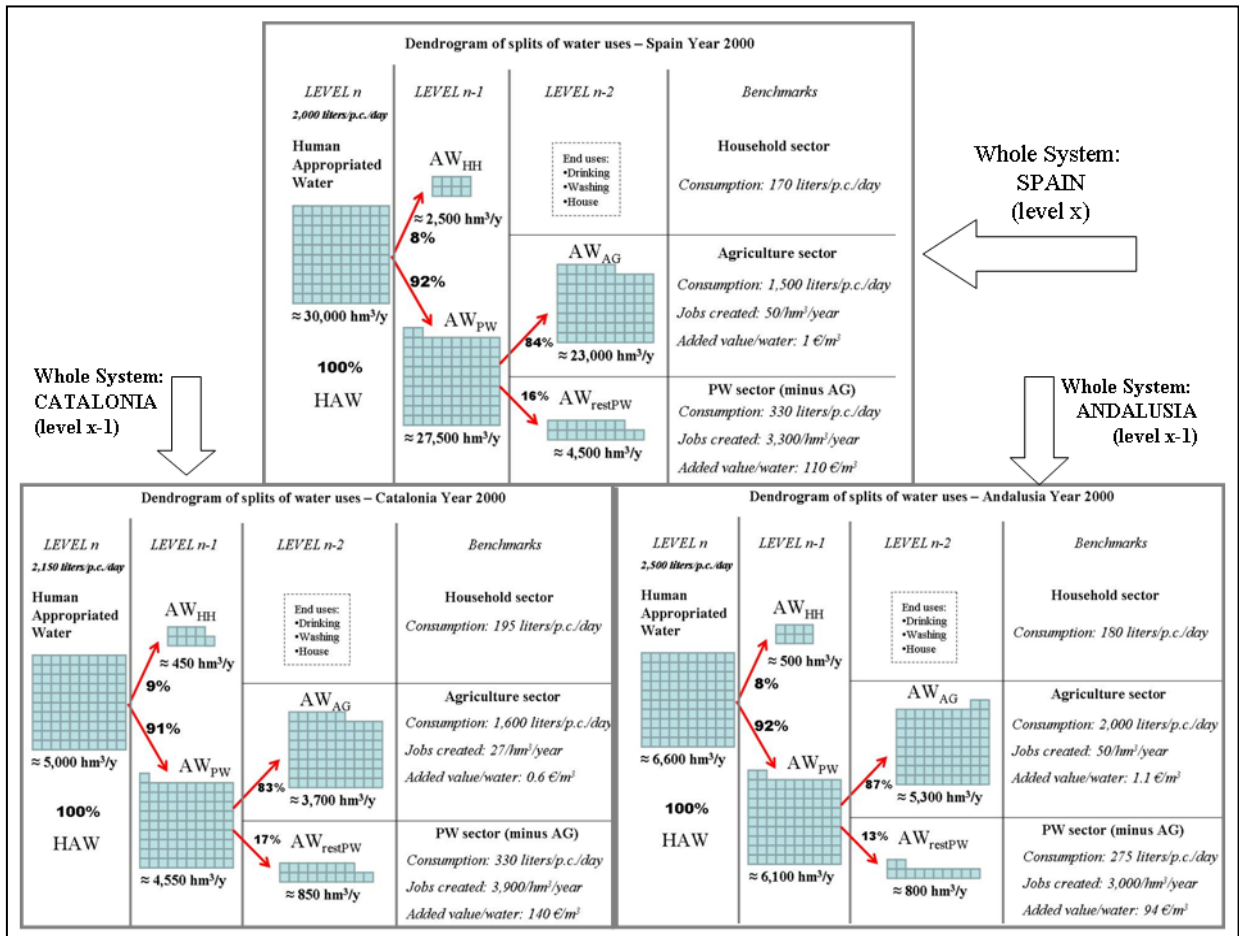 Dendrogram of splits of water uses – Spain Year 2000
LEVEL n
2,000 liters/p.c./day
Human
Appropriated
Water
≈ 30,000 hm³/y
100%
HAW
LEVEL n-1
AW_HH
≈ 2,500 hm³/y
8%
92%
AW_PW
≈ 27,500 hm³/y
LEVEL n-2
End uses:
•Drinking
•Washing
•House
AW_AG
84%
≈ 23,000 hm³/y
16%
AW_restPW
≈ 4,500 hm³/y
Benchmarks
Household sector
Consumption: 170 liters/p.c./day
Agriculture sector
Consumption: 1,500 liters/p.c./day
Jobs created: 50/hm³/year
Added value/water: 1 €/m³
PW sector (minus AG)
Consumption: 330 liters/p.c./day
Jobs created: 3,300/hm³/year
Added value/water: 110 €/m³
Whole System:
SPAIN
(level x)
Whole System:
CATALONIA
(level x-1)
Whole System:
ANDALUSIA
(level x-1)
Dendrogram of splits of water uses – Catalonia Year 2000
LEVEL n
2,150 liters/p.c./day
Human
Appropriated
Water
≈ 5,000 hm³/y
100%
HAW
LEVEL n-1
AW_HH
≈ 450 hm³/y
9%
91%
AW_PW
≈ 4,550 hm³/y
LEVEL n-2
End uses:
•Drinking
•Washing
•House
AW_AG
83%
≈ 3,700 hm³/y
17%
AW_restPW
≈ 850 hm³/y
Benchmarks
Household sector
Consumption: 195 liters/p.c./day
Agriculture sector
Consumption: 1,600 liters/p.c./day
Jobs created: 27/hm³/year
Added value/water: 0.6 €/m³
PW sector (minus AG)
Consumption: 330 liters/p.c./day
Jobs created: 3,900/hm³/year
Added value/water: 140 €/m³
Dendrogram of splits of water uses – Andalusia Year 2000
LEVEL n
2,500 liters/p.c./day
Human
Appropriated
Water
≈ 6,600 hm³/y
100%
HAW
LEVEL n-1
AW_HH
≈ 500 hm³/y
8%
92%
AW_PW
≈ 6,100 hm³/y
LEVEL n-2
End uses:
•Drinking
•Washing
•House
AW_AG
87%
≈ 5,300 hm³/y
13%
AW_restPW
≈ 800 hm³/y
Benchmarks
Household sector
Consumption: 180 liters/p.c./day
Agriculture sector
Consumption: 2,000 liters/p.c./day
Jobs created: 50/hm³/year
Added value/water: 1.1 €/m³
PW sector (minus AG)
Consumption: 275 liters/p.c./day
Jobs created: 3,000/hm³/year
Added value/water: 94 €/m³